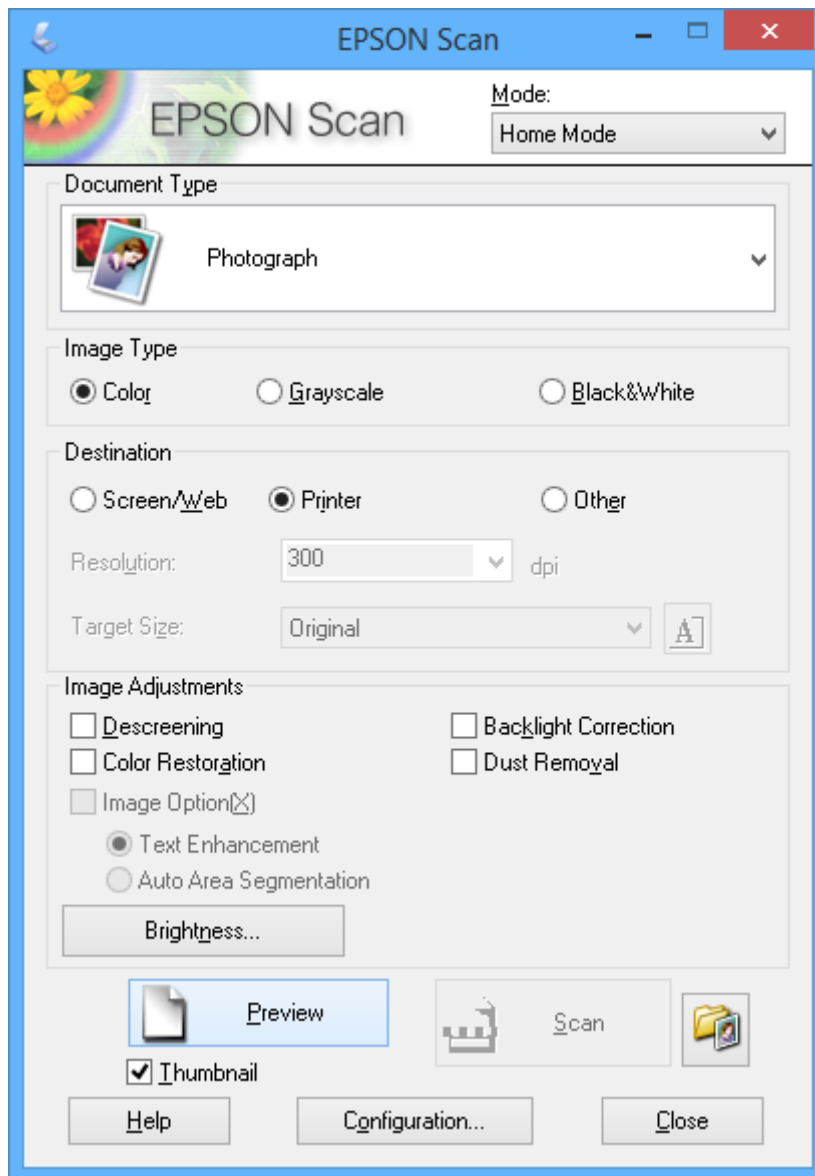 EPSON Scan
EPSON Scan
Mode:
Home Mode
Document Type
Photograph
Image Type
Color Grayscale Black&White
Destination
Screen/Web Printer Other
Resolution: 300 dpi
Target Size: Original A
Image Adjustments
Descreening Backlight Correction
Color Restoration Dust Removal
Image Option(X)
Text Enhancement
Auto Area Segmentation
Brightness...
Preview Scan
Thumbnail
Help Configuration... Close